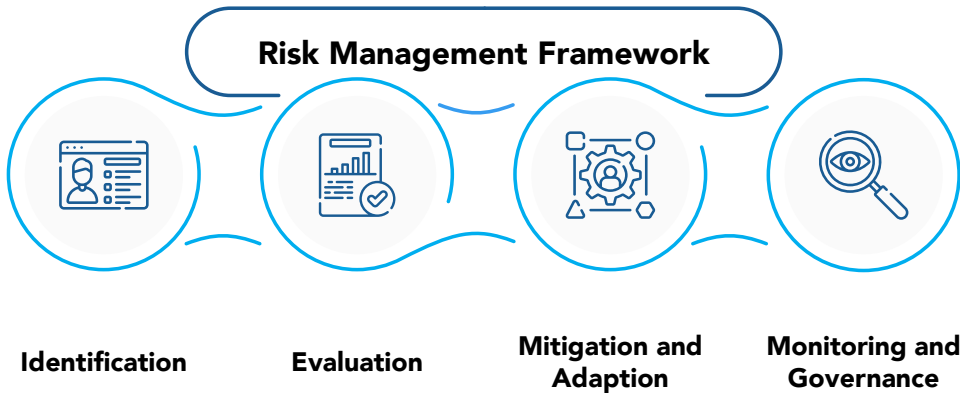 Risk Management Framework
Identification
Evaluation
Mitigation and
Adaption
Monitoring and
Governance